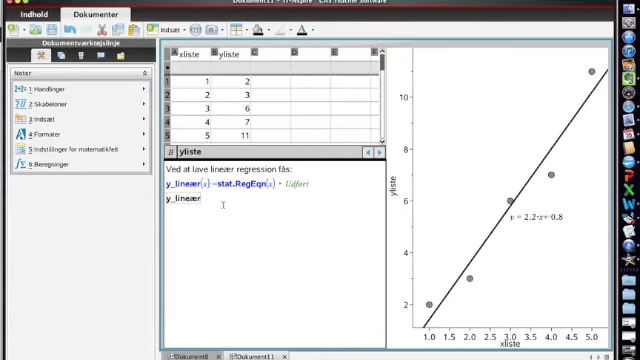 Dokument11 - TI-Nspire CAS Teacher Software
Indhold
Dokumenter
Indsæt
Dokumentværktøjslinje
Noter
1 Handlinger
2 Skabeloner
3 Indsæt
4 Formater
5 Indstillinger for matematikfelt
6 Beregninger
A xliste B yliste C D E F
1 1 2
2 2 3
3 3 6
4 4 7
5 5 11
B yliste
Ved at lave lineær regression fås:
y_lineær(x):=stat.RegEqn(x) ▸ Udført
y_lineær
yliste
10
8
6
4
2
y = 2.2·x+-0.8
1.0 2.0 3.0 4.0 5.0
xliste
Dokument8
Dokument11